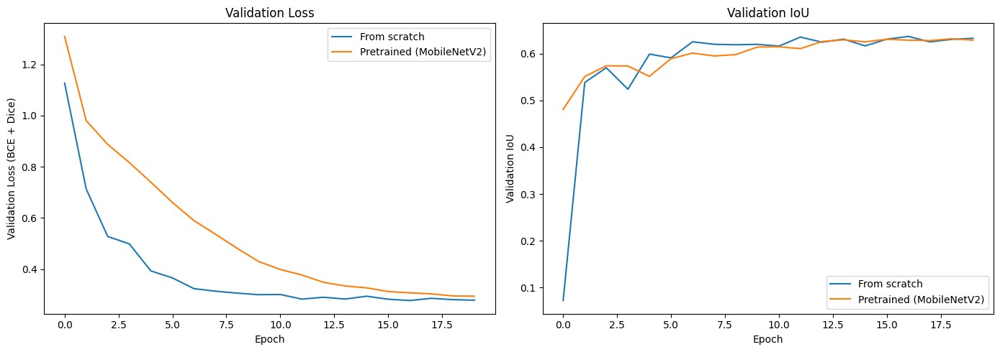 Validation Loss
From scratch
Pretrained (MobileNetV2)
Validation Loss (BCE + Dice)
1.2
1.0
0.8
0.6
0.4
0.0 2.5 5.0 7.5 10.0 12.5 15.0 17.5
Epoch
Validation IoU
Validation IoU
0.6
0.5
0.4
0.3
0.2
0.1
From scratch
Pretrained (MobileNetV2)
0.0 2.5 5.0 7.5 10.0 12.5 15.0 17.5
Epoch